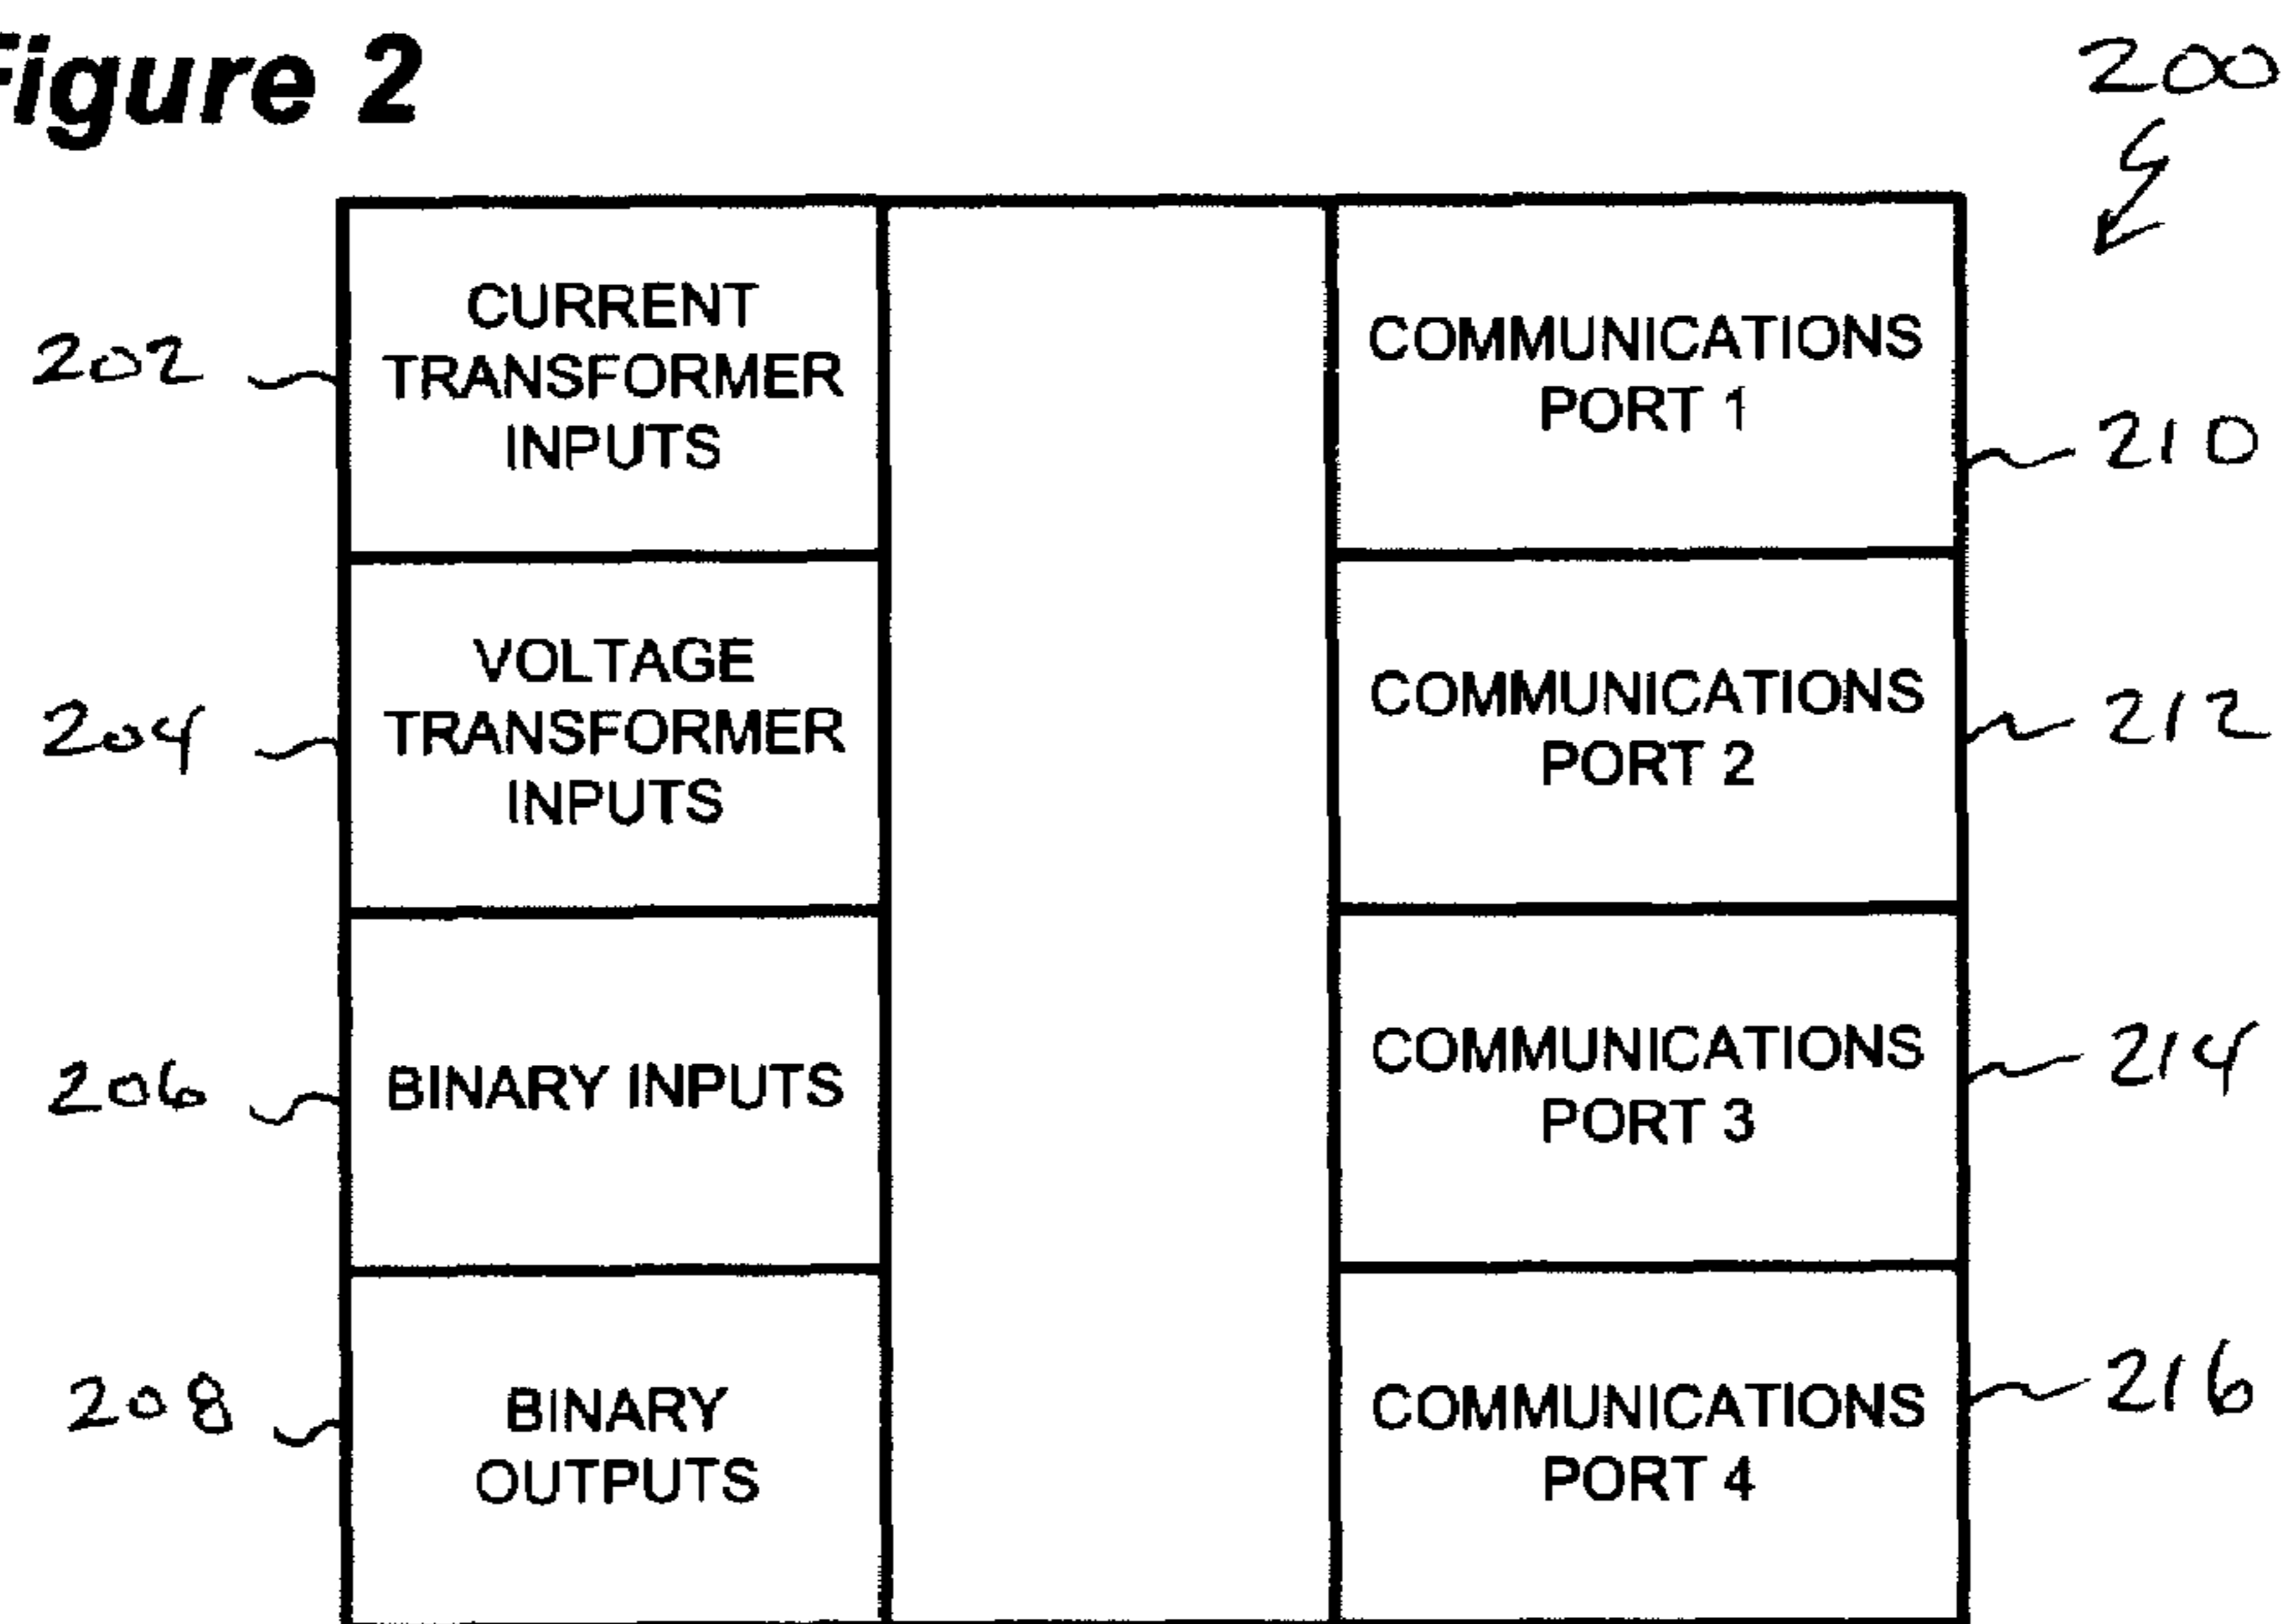 Figure 2
200
202
CURRENT
TRANSFORMER
INPUTS
COMMUNICATIONS
PORT 1
210
204
VOLTAGE
TRANSFORMER
INPUTS
COMMUNICATIONS
PORT 2
212
206
BINARY INPUTS
COMMUNICATIONS
PORT 3
214
208
BINARY
OUTPUTS
COMMUNICATIONS
PORT 4
216